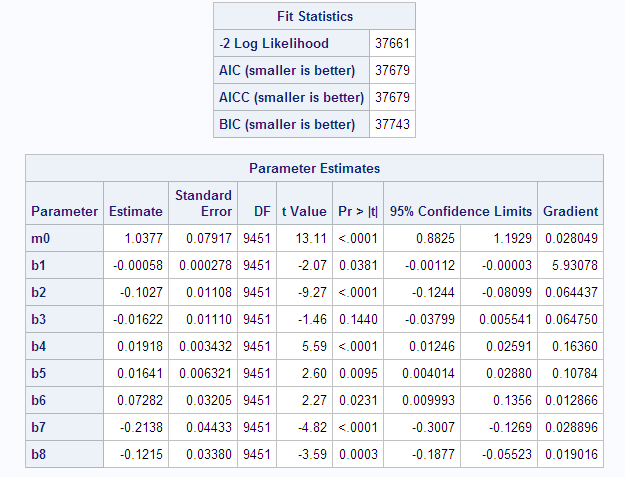 Fit Statistics
-2 Log Likelihood 37661
AIC (smaller is better) 37679
AICC (smaller is better) 37679
BIC (smaller is better) 37743
Parameter Estimates
Parameter Estimate Standard Error DF t Value Pr > |t| 95% Confidence Limits Gradient
m0 1.0377 0.07917 9451 13.11 <.0001 0.8825 1.1929 0.028049
b1 -0.00058 0.000278 9451 -2.07 0.0381 -0.00112 -0.00003 5.93078
b2 -0.1027 0.01108 9451 -9.27 <.0001 -0.1244 -0.08099 0.064437
b3 -0.01622 0.01110 9451 -1.46 0.1440 -0.03799 0.005541 0.064750
b4 0.01918 0.003432 9451 5.59 <.0001 0.01246 0.02591 0.16360
b5 0.01641 0.006321 9451 2.60 0.0095 0.004014 0.02880 0.10784
b6 0.07282 0.03205 9451 2.27 0.0231 0.009993 0.1356 0.012866
b7 -0.2138 0.04433 9451 -4.82 <.0001 -0.3007 -0.1269 0.028896
b8 -0.1215 0.03380 9451 -3.59 0.0003 -0.1877 -0.05523 0.019016